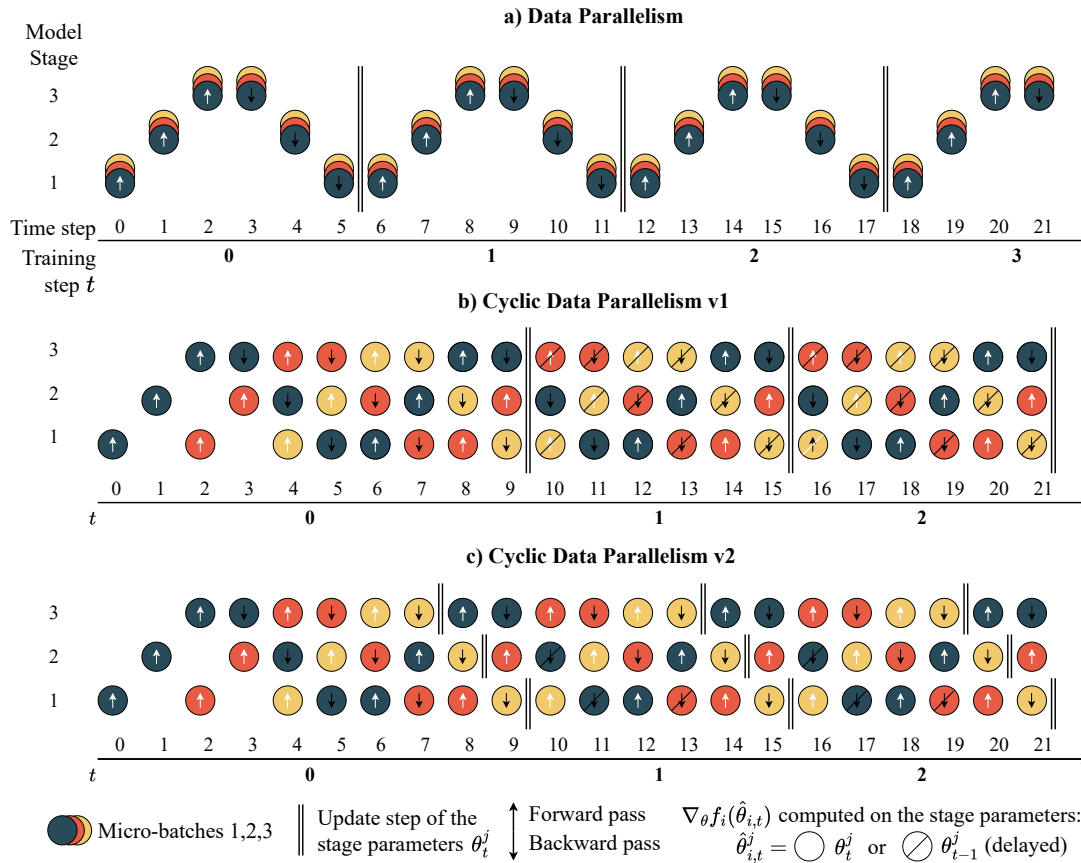 a) Data Parallelism
Model
Stage
3
2
1
Time step 0 1 2 3 4 5 6 7 8 9 10 11 12 13 14 15 16 17 18 19 20 21
Training step t 0 1 2 3
b) Cyclic Data Parallelism v1
3
2
1
0 1 2 3 4 5 6 7 8 9 10 11 12 13 14 15 16 17 18 19 20 21
t 0 1 2
c) Cyclic Data Parallelism v2
3
2
1
0 1 2 3 4 5 6 7 8 9 10 11 12 13 14 15 16 17 18 19 20 21
t 0 1 2
Micro-batches 1,2,3
Update step of the
stage parameters θ_t^j
Forward pass
Backward pass
∇_θ f_i(θ̂_{i,t}) computed on the stage parameters:
θ̂_{i,t}^j = θ_t^j or θ_{t−1}^j (delayed)